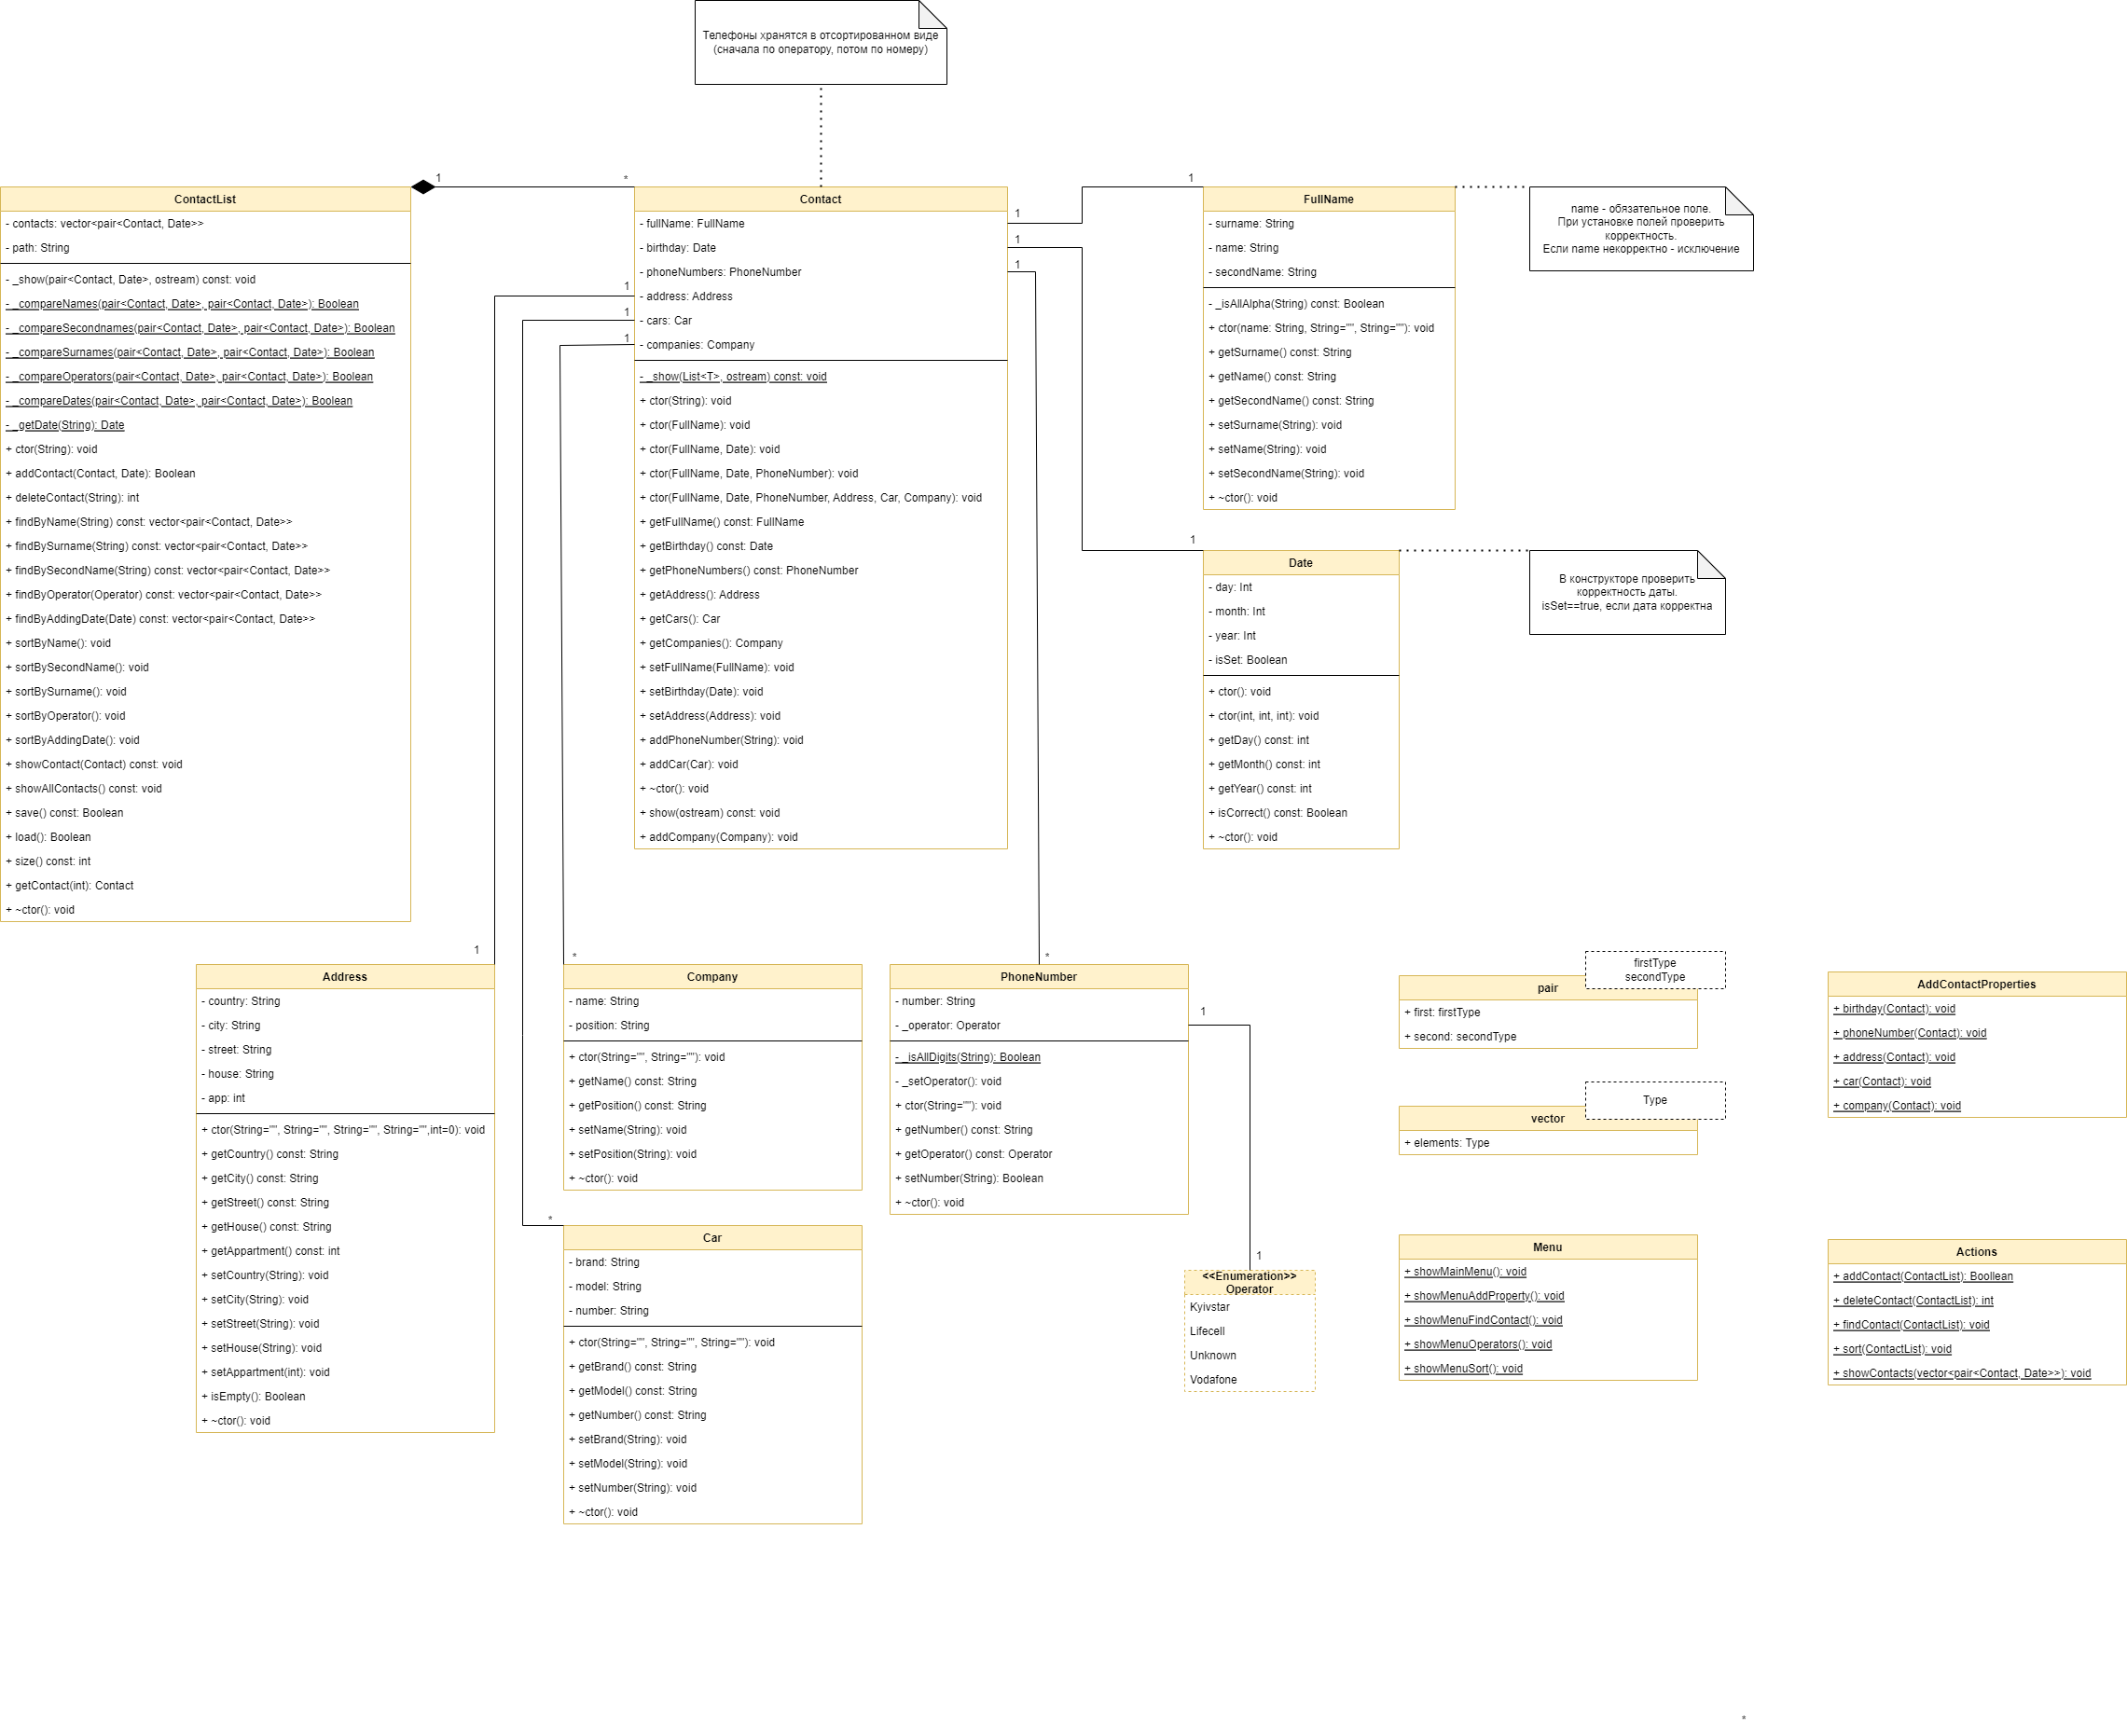 Телефоны хранятся в отсортированном виде
(сначала по оператору, потом по номеру)
1
*
ContactList
- contacts: vector<pair<Contact, Date>>
- path: String
- _show(pair<Contact, Date>, ostream) const: void
- _compareNames(pair<Contact, Date>, pair<Contact, Date>): Boolean
- _compareSecondnames(pair<Contact, Date>, pair<Contact, Date>): Boolean
- _compareSurnames(pair<Contact, Date>, pair<Contact, Date>): Boolean
- _compareOperators(pair<Contact, Date>, pair<Contact, Date>): Boolean
- _compareDates(pair<Contact, Date>, pair<Contact, Date>): Boolean
- _getDate(String): Date
+ ctor(String): void
+ addContact(Contact, Date): Boolean
+ deleteContact(String): int
+ findByName(String) const: vector<pair<Contact, Date>>
+ findBySurname(String) const: vector<pair<Contact, Date>>
+ findBySecondName(String) const: vector<pair<Contact, Date>>
+ findByOperator(Operator) const: vector<pair<Contact, Date>>
+ findByAddingDate(Date) const: vector<pair<Contact, Date>>
+ sortByName(): void
+ sortBySecondName(): void
+ sortBySurname(): void
+ sortByOperator(): void
+ sortByAddingDate(): void
+ showContact(Contact) const: void
+ showAllContacts() const: void
+ save() const: Boolean
+ load(): Boolean
+ size() const: int
+ getContact(int): Contact
+ ~ctor(): void
Contact
- fullName: FullName
- birthday: Date
- phoneNumbers: PhoneNumber
- address: Address
- cars: Car
- companies: Company
- _show(List<T>, ostream) const: void
+ ctor(String): void
+ ctor(FullName): void
+ ctor(FullName, Date): void
+ ctor(FullName, Date, PhoneNumber): void
+ ctor(FullName, Date, PhoneNumber, Address, Car, Company): void
+ getFullName() const: FullName
+ getBirthday() const: Date
+ getPhoneNumbers() const: PhoneNumber
+ getAddress(): Address
+ getCars(): Car
+ getCompanies(): Company
+ setFullName(FullName): void
+ setBirthday(Date): void
+ setAddress(Address): void
+ addPhoneNumber(String): void
+ addCar(Car): void
+ ~ctor(): void
+ show(ostream) const: void
+ addCompany(Company): void
1
1
1
1
1
1
1
FullName
- surname: String
- name: String
- secondName: String
- _isAllAlpha(String) const: Boolean
+ ctor(name: String, String="", String=""): void
+ getSurname() const: String
+ getName() const: String
+ getSecondName() const: String
+ setSurname(String): void
+ setName(String): void
+ setSecondName(String): void
+ ~ctor(): void
name - обязательное поле.
При установке полей проверить
корректность.
Если name некорректно - исключение
1
Date
- day: Int
- month: Int
- year: Int
- isSet: Boolean
+ ctor(): void
+ ctor(int, int, int): void
+ getDay() const: int
+ getMonth() const: int
+ getYear() const: int
+ isCorrect() const: Boolean
+ ~ctor(): void
В конструкторе проверить
корректность даты.
isSet==true, если дата корректна
1
Address
- country: String
- city: String
- street: String
- house: String
- app: int
+ ctor(String="", String="", String="", String="",int=0): void
+ getCountry() const: String
+ getCity() const: String
+ getStreet() const: String
+ getHouse() const: String
+ getAppartment() const: int
+ setCountry(String): void
+ setCity(String): void
+ setStreet(String): void
+ setHouse(String): void
+ setAppartment(int): void
+ isEmpty(): Boolean
+ ~ctor(): void
*
Company
- name: String
- position: String
+ ctor(String="", String=""): void
+ getName() const: String
+ getPosition() const: String
+ setName(String): void
+ setPosition(String): void
+ ~ctor(): void
*
Car
- brand: String
- model: String
- number: String
+ ctor(String="", String="", String=""): void
+ getBrand() const: String
+ getModel() const: String
+ getNumber() const: String
+ setBrand(String): void
+ setModel(String): void
+ setNumber(String): void
+ ~ctor(): void
*
PhoneNumber
- number: String
- _operator: Operator
- _isAllDigits(String): Boolean
- _setOperator(): void
+ ctor(String=""): void
+ getNumber() const: String
+ getOperator() const: Operator
+ setNumber(String): Boolean
+ ~ctor(): void
1
1
<<Enumeration>>
Operator
Kyivstar
Lifecell
Unknown
Vodafone
firstType
secondType
pair
+ first: firstType
+ second: secondType
Type
vector
+ elements: Type
Menu
+ showMainMenu(): void
+ showMenuAddProperty(): void
+ showMenuFindContact(): void
+ showMenuOperators(): void
+ showMenuSort(): void
AddContactProperties
+ birthday(Contact): void
+ phoneNumber(Contact): void
+ address(Contact): void
+ car(Contact): void
+ company(Contact): void
Actions
+ addContact(ContactList): Boollean
+ deleteContact(ContactList): int
+ findContact(ContactList): void
+ sort(ContactList): void
+ showContacts(vector<pair<Contact, Date>>): void
*